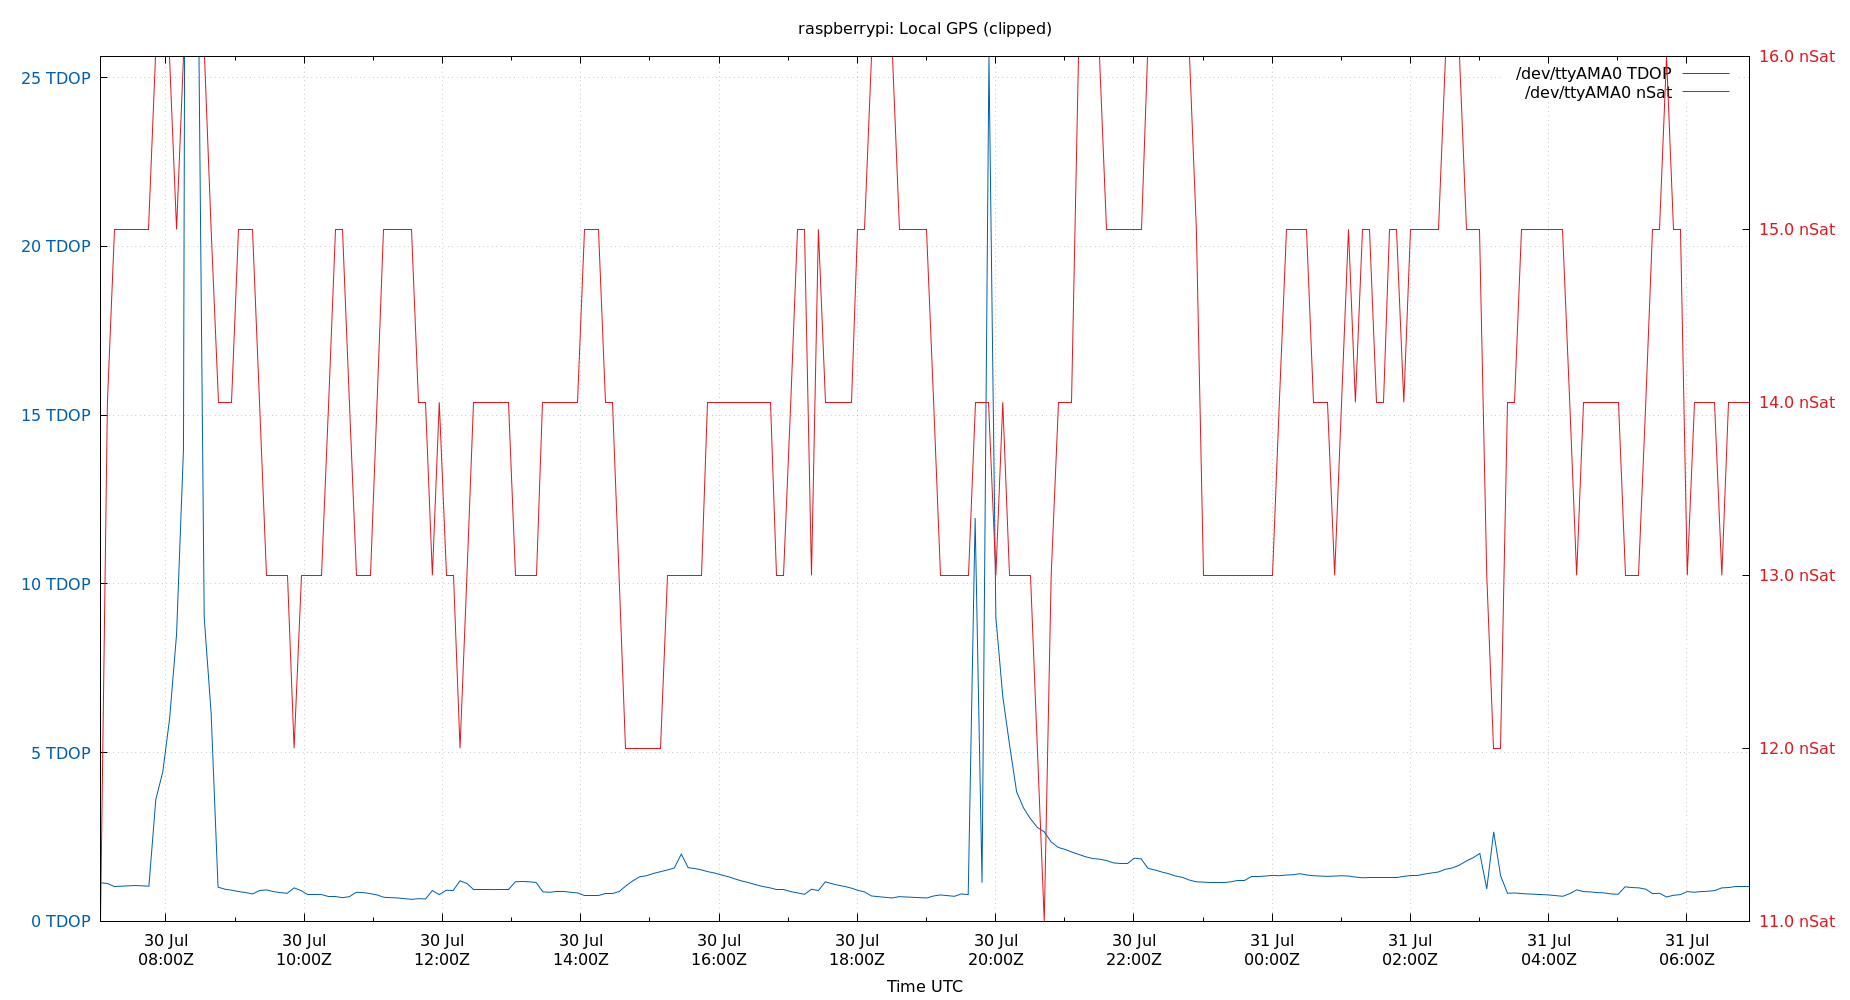 raspberrypi: Local GPS (clipped)
25 TDOP
20 TDOP
15 TDOP
10 TDOP
5 TDOP
0 TDOP
16.0 nSat
15.0 nSat
14.0 nSat
13.0 nSat
12.0 nSat
11.0 nSat
/dev/ttyAMA0 TDOP
/dev/ttyAMA0 nSat
30 Jul
08:00Z
30 Jul
10:00Z
30 Jul
12:00Z
30 Jul
14:00Z
30 Jul
16:00Z
30 Jul
18:00Z
30 Jul
20:00Z
30 Jul
22:00Z
31 Jul
00:00Z
31 Jul
02:00Z
31 Jul
04:00Z
31 Jul
06:00Z
Time UTC